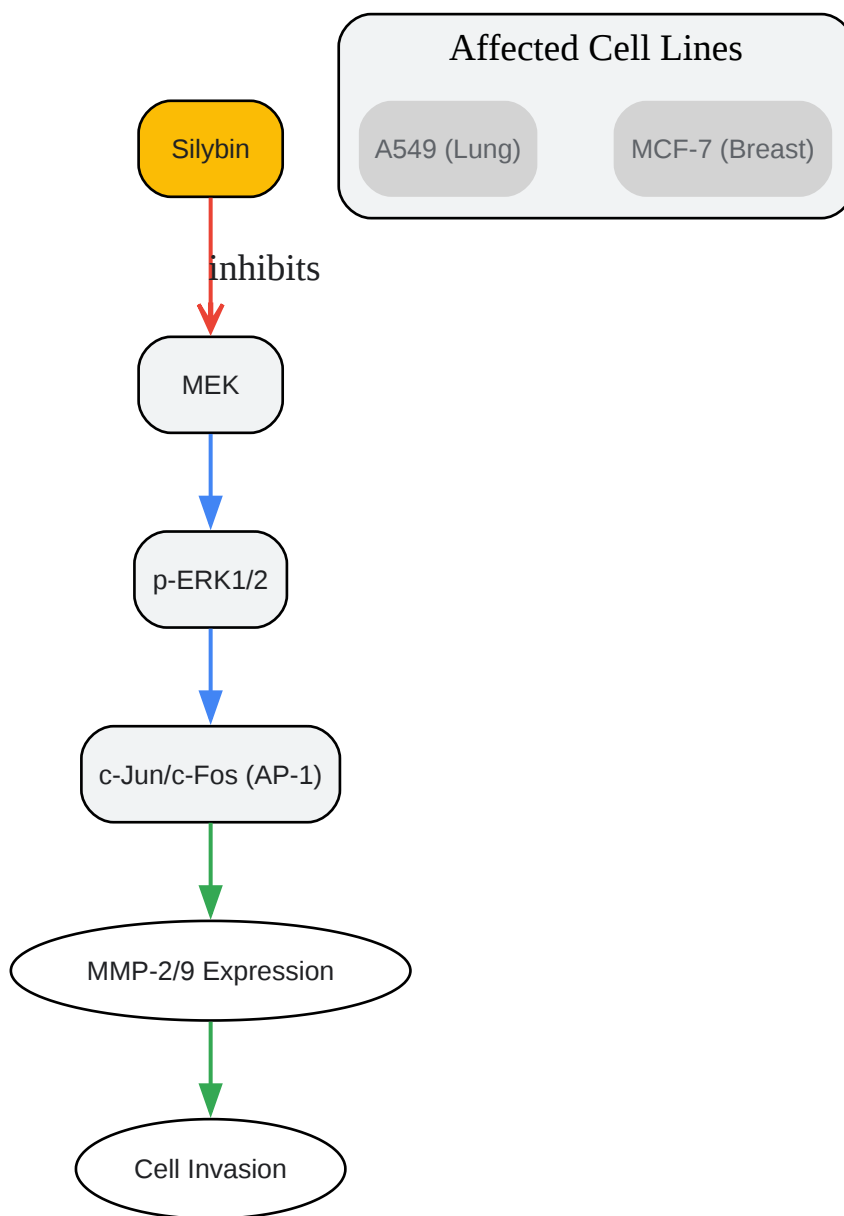 Affected Cell Lines
Silybin
A549 (Lung)
MCF-7 (Breast)
inhibits
MEK
p-ERK1/2
c-Jun/c-Fos (AP-1)
MMP-2/9 Expression
Cell Invasion